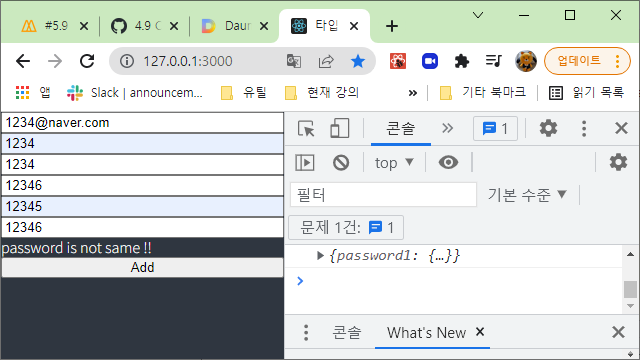 #5.9
4.9 C
Daur
타입
127.0.0.1:3000
업데이트
앱
Slack | announcem...
유틸
현재 강의
»
기타 북마크
읽기 목록
1234@naver.com
1234
1234
12346
12345
12346
password is not same !!
Add
콘솔
»
1
top ▼
필터
기본 수준 ▼
문제 1건: 1
▶ {password1: {…}}
>
콘솔
What's New ×